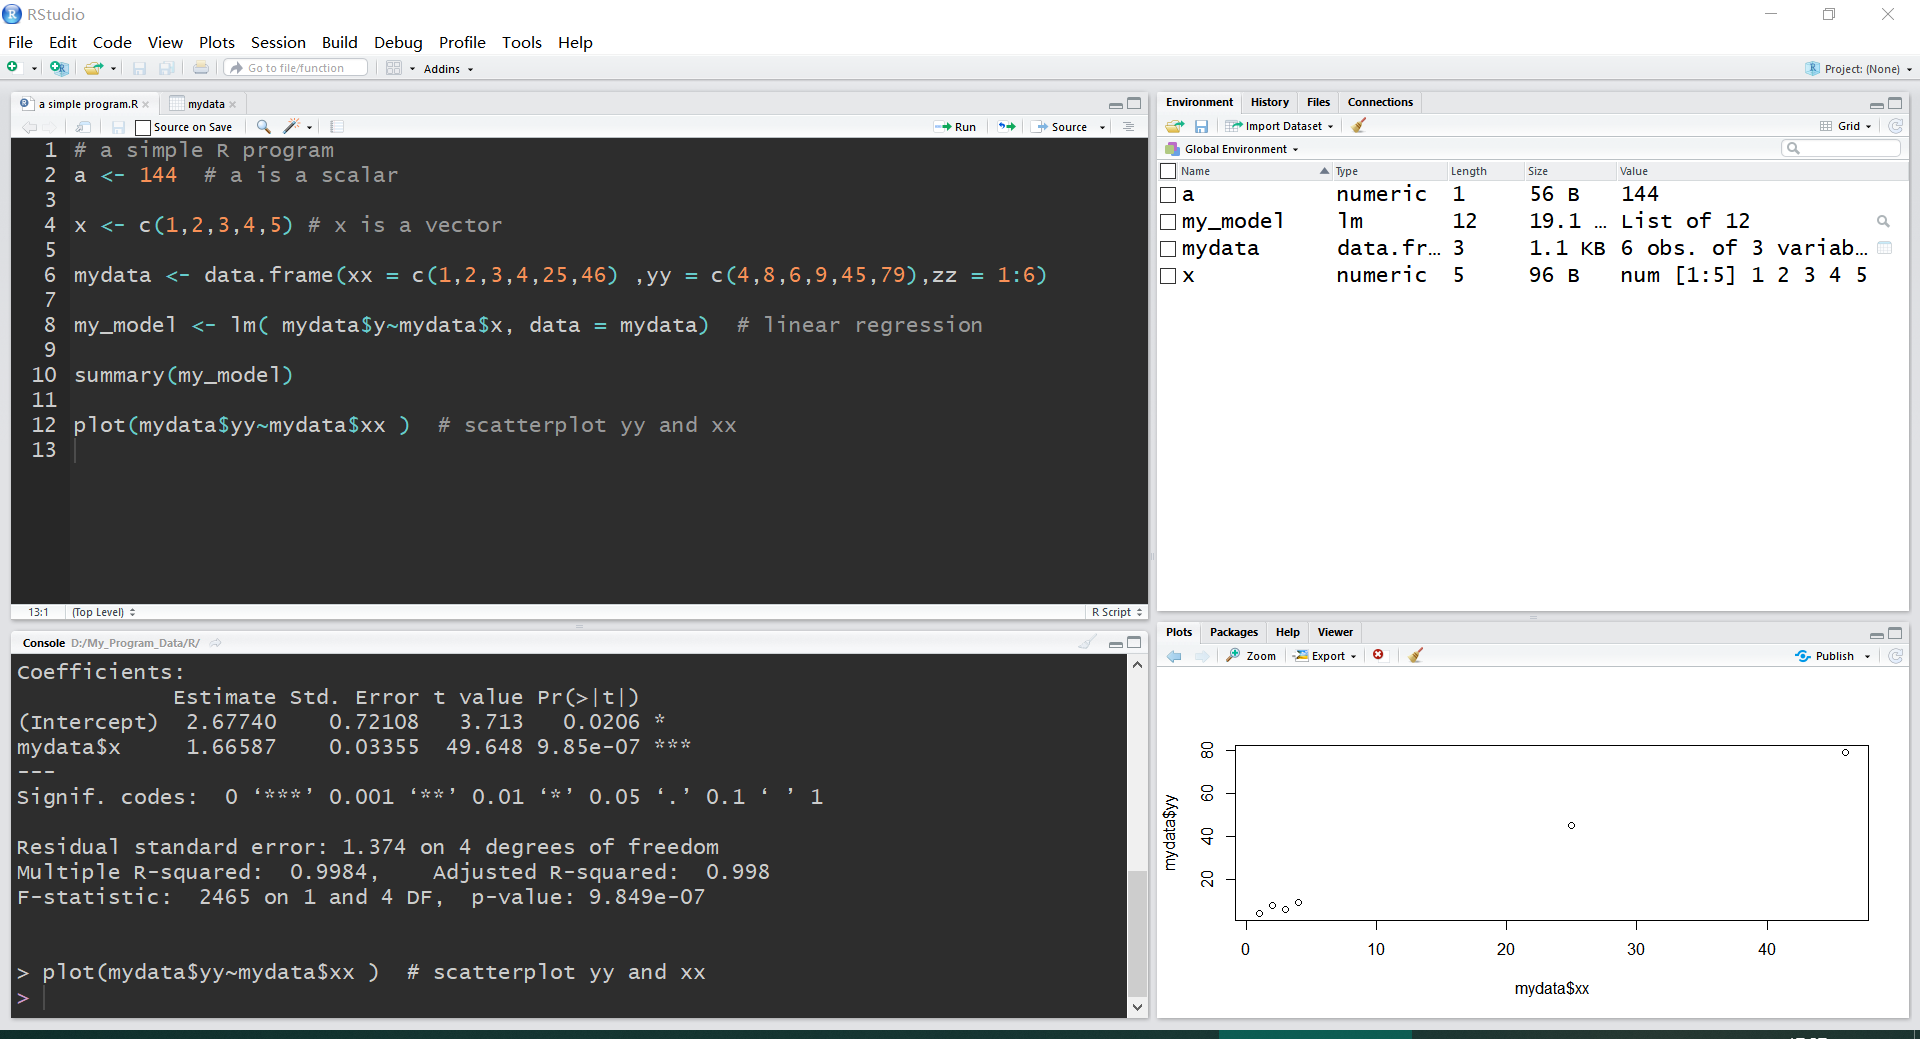 RStudio
File Edit Code View Plots Session Build Debug Profile Tools Help
Go to file/function Addins Project: (None)
a simple program.R mydata
Source on Save Run Source
1 # a simple R program
2 a <- 144  # a is a scalar
3
4 x <- c(1,2,3,4,5) # x is a vector
5
6 mydata <- data.frame(xx = c(1,2,3,4,25,46) ,yy = c(4,8,6,9,45,79),zz = 1:6)
7
8 my_model <- lm( mydata$y~mydata$x, data = mydata)  # linear regression
9
10 summary(my_model)
11
12 plot(mydata$yy~mydata$xx )  # scatterplot yy and xx
13
13:1 (Top Level) R Script
Console D:/My_Program_Data/R/
Coefficients:
            Estimate Std. Error t value Pr(>|t|)
(Intercept)  2.67740    0.72108   3.713   0.0206 *
mydata$x     1.66587    0.03355  49.648 9.85e-07 ***
---
Signif. codes:  0 ‘***’ 0.001 ‘**’ 0.01 ‘*’ 0.05 ‘.’ 0.1 ‘ ’ 1
Residual standard error: 1.374 on 4 degrees of freedom
Multiple R-squared:  0.9984,    Adjusted R-squared:  0.998
F-statistic:  2465 on 1 and 4 DF,  p-value: 9.849e-07
> plot(mydata$yy~mydata$xx )  # scatterplot yy and xx
>
Environment History Files Connections
Import Dataset Grid
Global Environment
Name Type Length Size Value
a numeric 1 56 B 144
my_model lm 12 19.1 … List of 12
mydata data.fr… 3 1.1 KB 6 obs. of 3 variab…
x numeric 5 96 B num [1:5] 1 2 3 4 5
Plots Packages Help Viewer
Zoom Export Publish
mydata$yy
80
60
40
20
0 10 20 30 40
mydata$xx